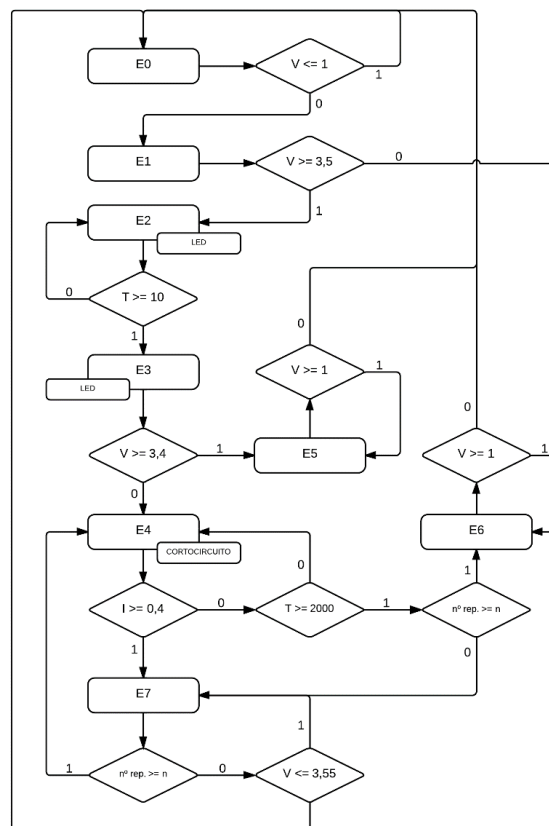 E0
V <= 1
1
0
E1
V >= 3,5
0
1
E2
LED
T >= 10
0
1
E3
LED
V >= 1
0
1
V >= 3,4
1
0
E5
V >= 1
0
1
E4
CORTOCIRCUITO
E6
I >= 0,4
0
1
T >= 2000
0
1
nº rep. >= n
1
0
E7
nº rep. >= n
1
0
V <= 3,55
1